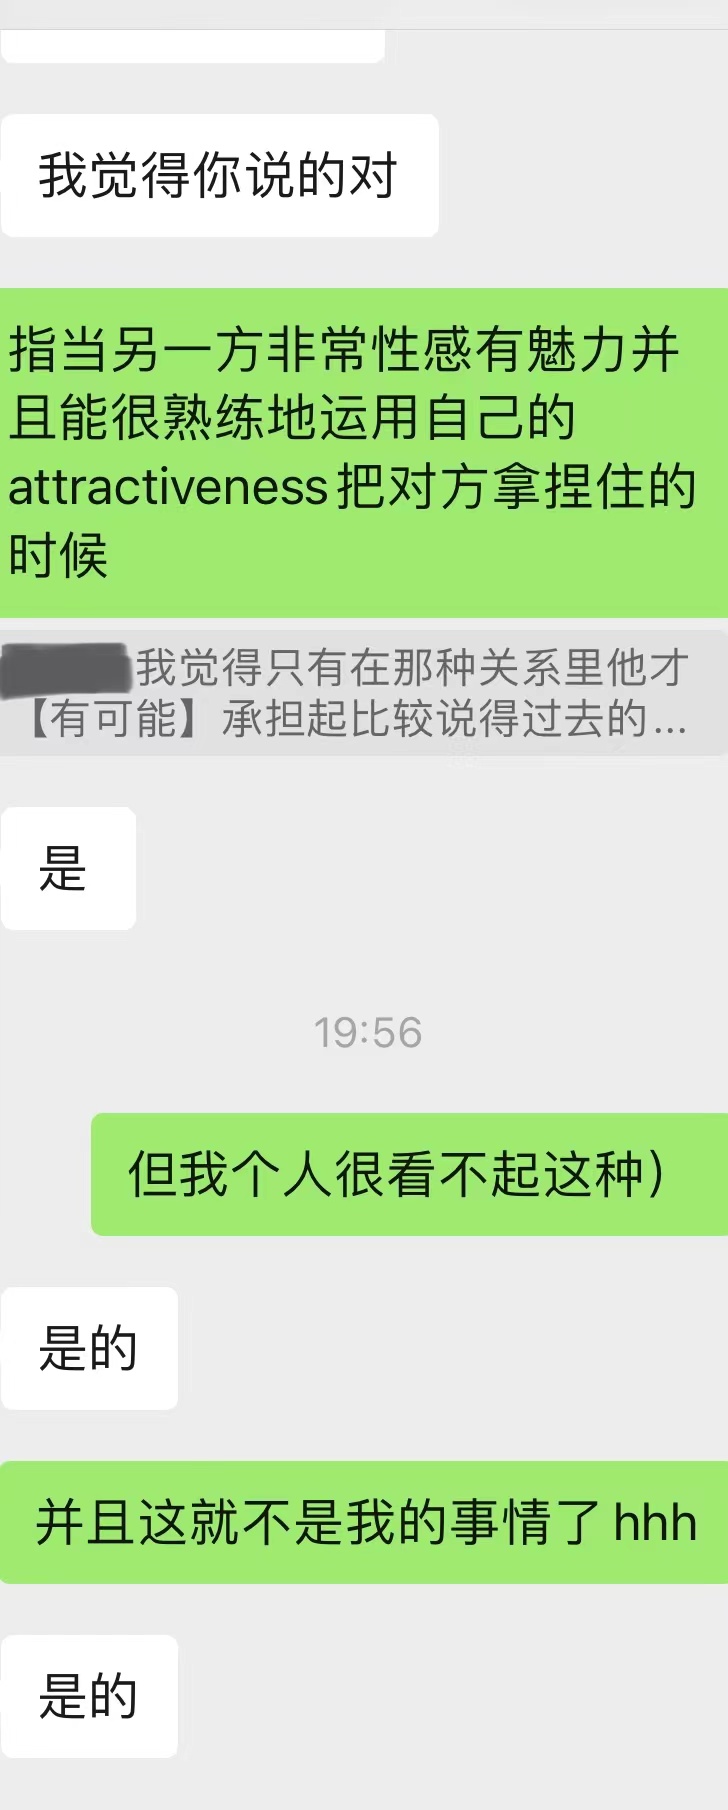 我觉得你说的对
指当另一方非常性感有魅力并
且能很熟练地运用自己的
attractiveness把对方拿捏住的
时候
我觉得只有在那种关系里他才
【有可能】承担起比较说得过去的...
是
19:56
但我个人很看不起这种)
是的
并且这就不是我的事情了hhh
是的